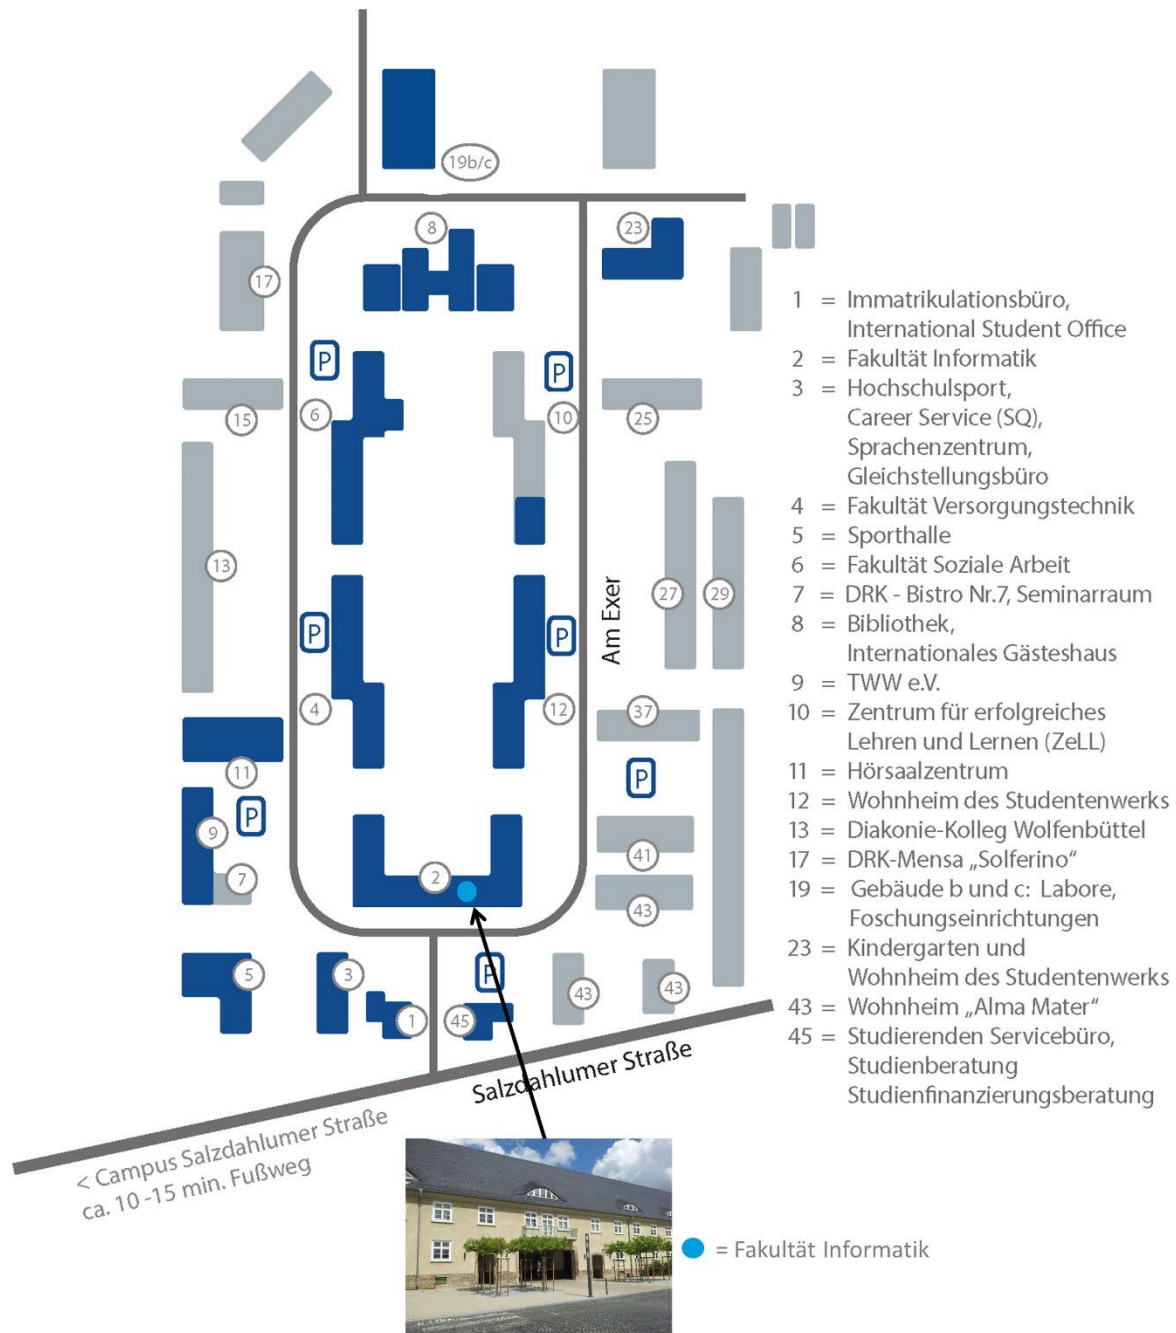 19b/c
8
23
17
P
P
6
10
15
25
13
27
29
Am Exer
P
P
4
12
37
11
P
P
9
41
2
7
43
5
3
P
43
43
1
45
Salzdahlumer Straße
< Campus Salzdahlumer Straße
ca. 10 -15 min. Fußweg
1 = Immatrikulationsbüro,
International Student Office
2 = Fakultät Informatik
3 = Hochschulsport,
Career Service (SQ),
Sprachenzentrum,
Gleichstellungsbüro
4 = Fakultät Versorgungstechnik
5 = Sporthalle
6 = Fakultät Soziale Arbeit
7 = DRK - Bistro Nr.7, Seminarraum
8 = Bibliothek,
Internationales Gästeshaus
9 = TWW e.V.
10 = Zentrum für erfolgreiches
Lehren und Lernen (ZeLL)
11 = Hörsaalzentrum
12 = Wohnheim des Studentenwerks
13 = Diakonie-Kolleg Wolfenbüttel
17 = DRK-Mensa „Solferino“
19 = Gebäude b und c: Labore,
Foschungseinrichtungen
23 = Kindergarten und
Wohnheim des Studentenwerks
43 = Wohnheim „Alma Mater“
45 = Studierenden Servicebüro,
Studienberatung
Studienfinanzierungsberatung
= Fakultät Informatik